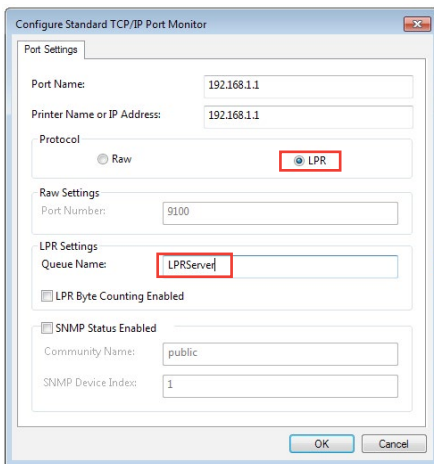 Configure Standard TCP/IP Port Monitor
Port Settings
Port Name: 192.168.1.1
Printer Name or IP Address: 192.168.1.1
Protocol
Raw LPR
Raw Settings
Port Number: 9100
LPR Settings
Queue Name: LPRServer
LPR Byte Counting Enabled
SNMP Status Enabled
Community Name: public
SNMP Device Index: 1
OK Cancel